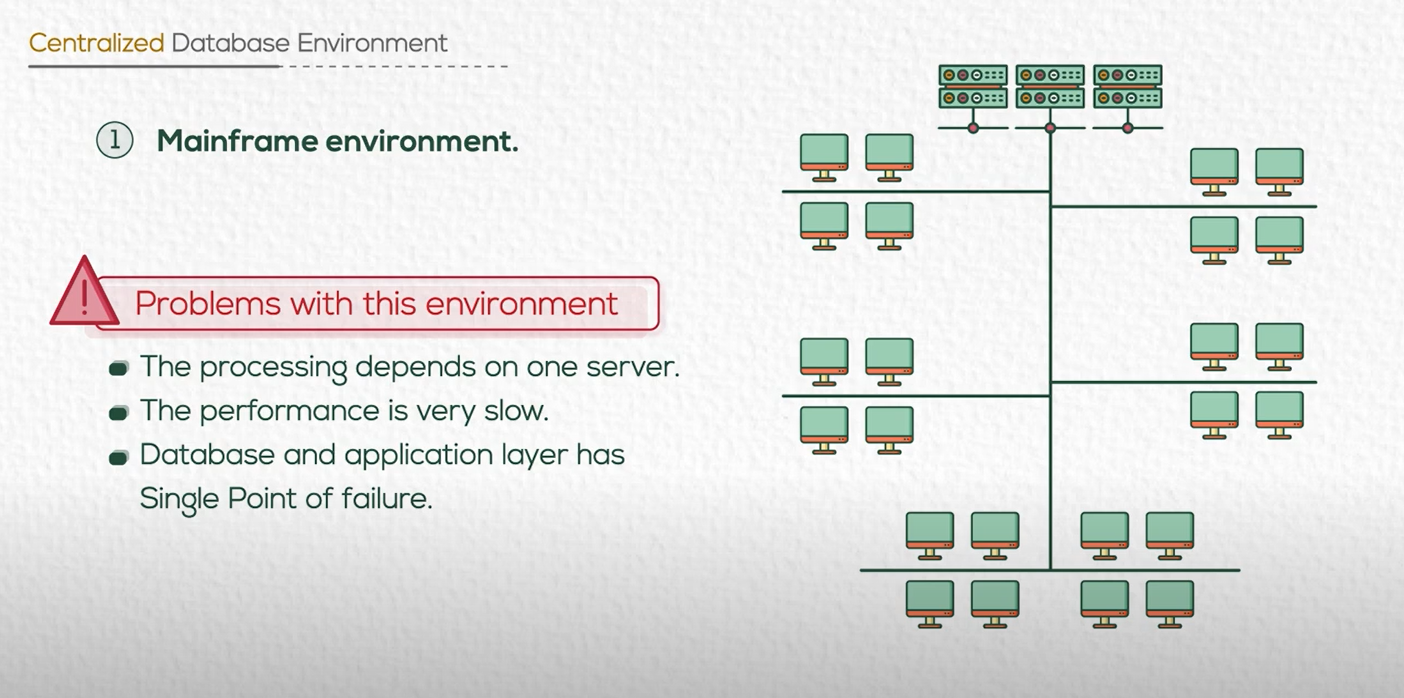 Centralized Database Environment
1 Mainframe environment.
Problems with this environment
The processing depends on one server.
The performance is very slow.
Database and application layer has
Single Point of failure.